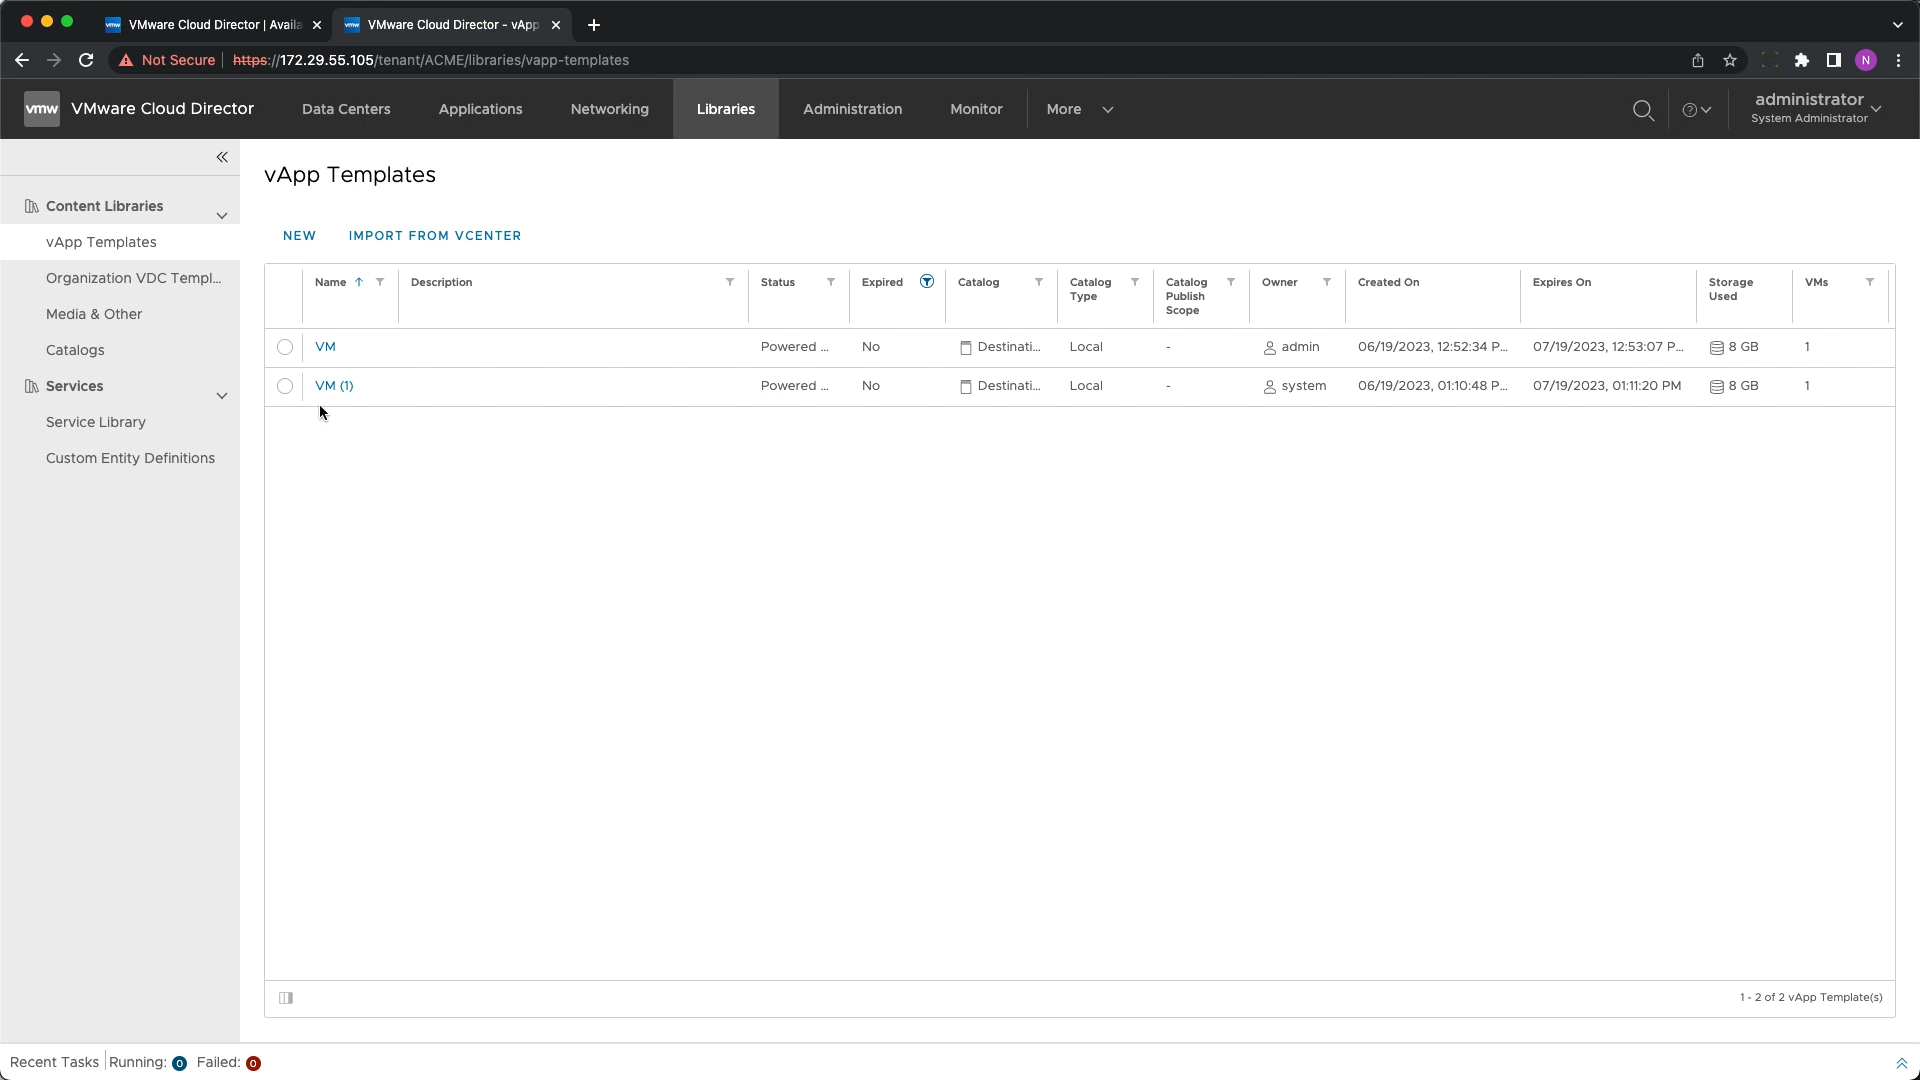 VMware Cloud Director | Availa
VMware Cloud Director - vApp
Not Secure https://172.29.55.105/tenant/ACME/libraries/vapp-templates
N
vmw VMware Cloud Director Data Centers Applications Networking Libraries Administration Monitor More administrator
System Administrator
vApp Templates
Content Libraries
vApp Templates
Organization VDC Templ...
Media & Other
Catalogs
Services
Service Library
Custom Entity Definitions
NEW IMPORT FROM VCENTER
Name Description Status Expired Catalog Catalog Type Catalog Publish Scope Owner Created On Expires On Storage Used VMs
VM Powered ... No Destinati... Local - admin 06/19/2023, 12:52:34 P... 07/19/2023, 12:53:07 P... 8 GB 1
VM (1) Powered ... No Destinati... Local - system 06/19/2023, 01:10:48 P... 07/19/2023, 01:11:20 PM 8 GB 1
1 - 2 of 2 vApp Template(s)
Recent Tasks Running: 0 Failed: 0